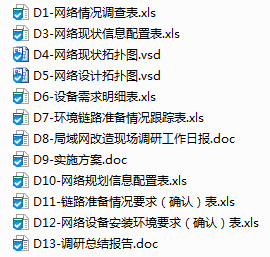 D1-网络情况调查表.xls
D3-网络现状信息配置表.xls
D4-网络现状拓扑图.vsd
D5-网络设计拓扑图.vsd
D6-设备需求明细表.xls
D7-环境链路准备情况跟踪表.xls
D8-局域网改造现场调研工作日报.doc
D9-实施方案.doc
D10-网络规划信息配置表.xls
D11-链路准备情况要求（确认）表.xls
D12-网络设备安装环境要求（确认）表.xls
D13-调研总结报告.doc